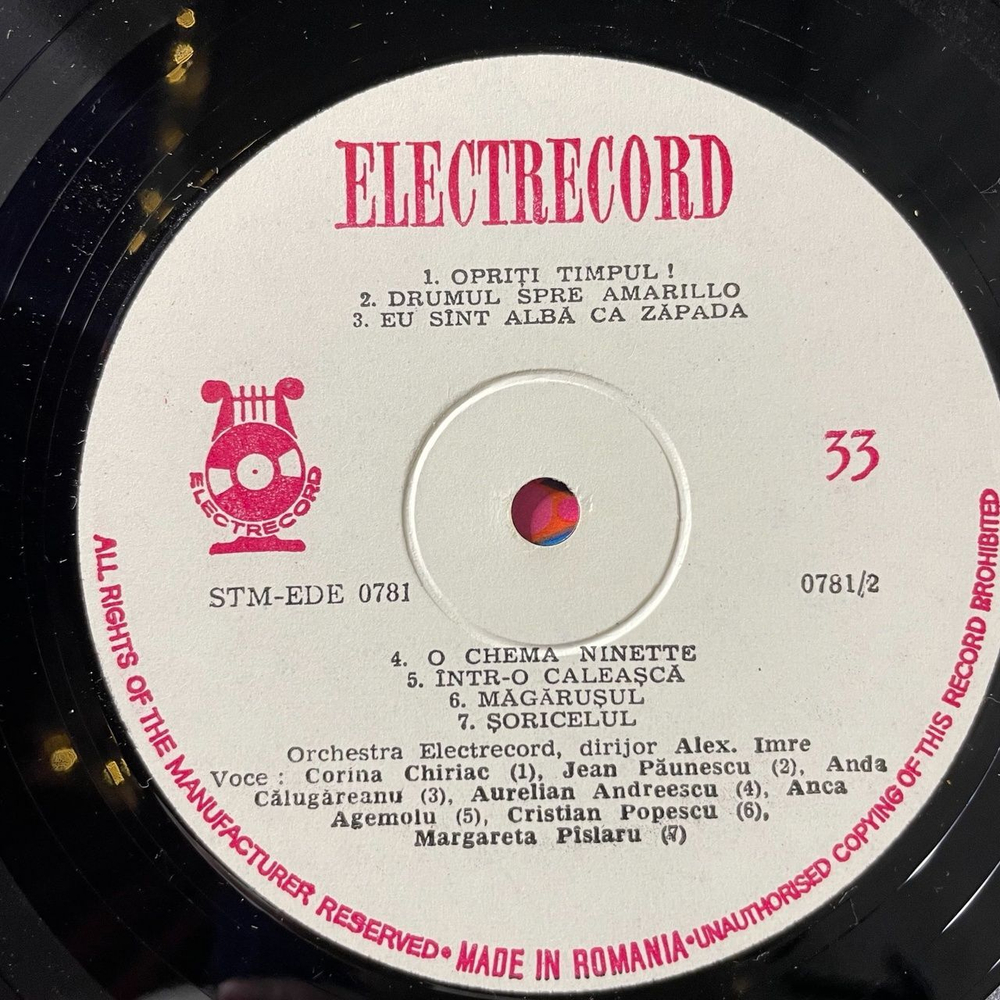 ELECTRECORD
1. OPRIȚI TIMPUL!
2. DRUMUL SPRE AMARILLO
3. EU SÎNT ALBĂ CA ZĂPADA
33
ELECTRECORD
STM-EDE 0781
0781/2
4. O CHEMA NINETTE
5. ÎNTR-O CALEAȘCĂ
6. MĂGĂRUȘUL
7. ȘORICELUL
Orchestra Electrecord, dirijor Alex. Imre
Voce : Corina Chiriac (1), Jean Păunescu (2), Anda
Călugăreanu (3), Aurelian Andreescu (4), Anca
Agemolu (5), Cristian Popescu (6),
Margareta Pîslaru (7)
ALL RIGHTS OF THE MANUFACTURER RESERVED • MADE IN ROMANIA • UNAUTHORISED COPYING OF THIS RECORD BROHIBITED